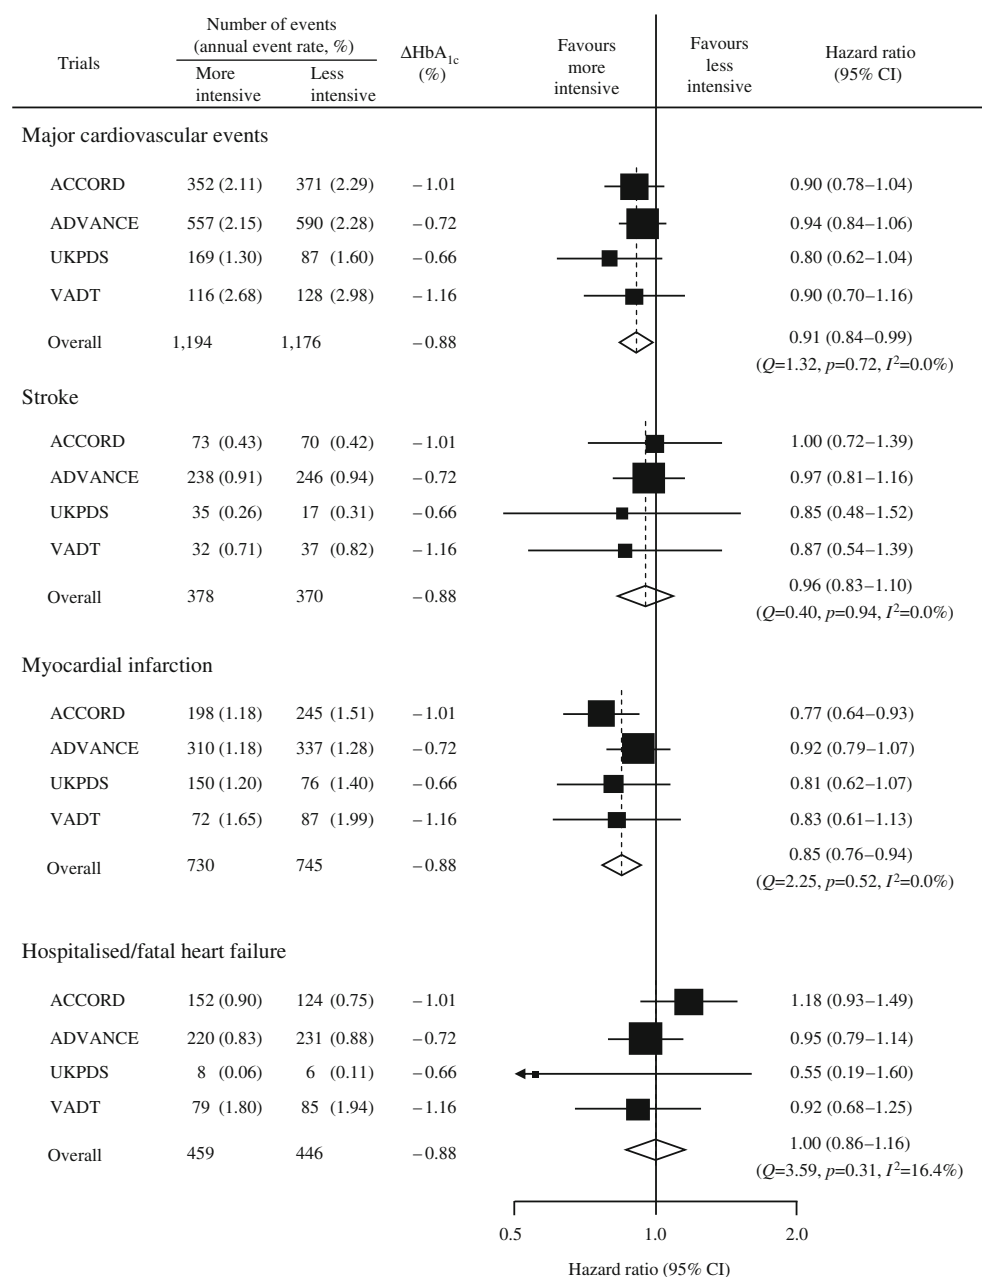 Trials
Number of events
(annual event rate, %)
More intensive
Less intensive
ΔHbA1c
(%)
Favours more intensive
Favours less intensive
Hazard ratio
(95% CI)
Major cardiovascular events
ACCORD 352 (2.11) 371 (2.29) –1.01 0.90 (0.78–1.04)
ADVANCE 557 (2.15) 590 (2.28) –0.72 0.94 (0.84–1.06)
UKPDS 169 (1.30) 87 (1.60) –0.66 0.80 (0.62–1.04)
VADT 116 (2.68) 128 (2.98) –1.16 0.90 (0.70–1.16)
Overall 1,194 1,176 –0.88 0.91 (0.84–0.99)
(Q=1.32, p=0.72, I²=0.0%)
Stroke
ACCORD 73 (0.43) 70 (0.42) –1.01 1.00 (0.72–1.39)
ADVANCE 238 (0.91) 246 (0.94) –0.72 0.97 (0.81–1.16)
UKPDS 35 (0.26) 17 (0.31) –0.66 0.85 (0.48–1.52)
VADT 32 (0.71) 37 (0.82) –1.16 0.87 (0.54–1.39)
Overall 378 370 –0.88 0.96 (0.83–1.10)
(Q=0.40, p=0.94, I²=0.0%)
Myocardial infarction
ACCORD 198 (1.18) 245 (1.51) –1.01 0.77 (0.64–0.93)
ADVANCE 310 (1.18) 337 (1.28) –0.72 0.92 (0.79–1.07)
UKPDS 150 (1.20) 76 (1.40) –0.66 0.81 (0.62–1.07)
VADT 72 (1.65) 87 (1.99) –1.16 0.83 (0.61–1.13)
Overall 730 745 –0.88 0.85 (0.76–0.94)
(Q=2.25, p=0.52, I²=0.0%)
Hospitalised/fatal heart failure
ACCORD 152 (0.90) 124 (0.75) –1.01 1.18 (0.93–1.49)
ADVANCE 220 (0.83) 231 (0.88) –0.72 0.95 (0.79–1.14)
UKPDS 8 (0.06) 6 (0.11) –0.66 0.55 (0.19–1.60)
VADT 79 (1.80) 85 (1.94) –1.16 0.92 (0.68–1.25)
Overall 459 446 –0.88 1.00 (0.86–1.16)
(Q=3.59, p=0.31, I²=16.4%)
0.5 1.0 2.0
Hazard ratio (95% CI)